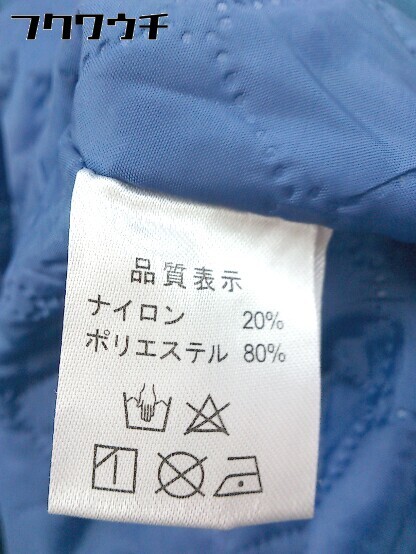 フクワウチ
品質表示
ナイロン 20%
ポリエステル 80%